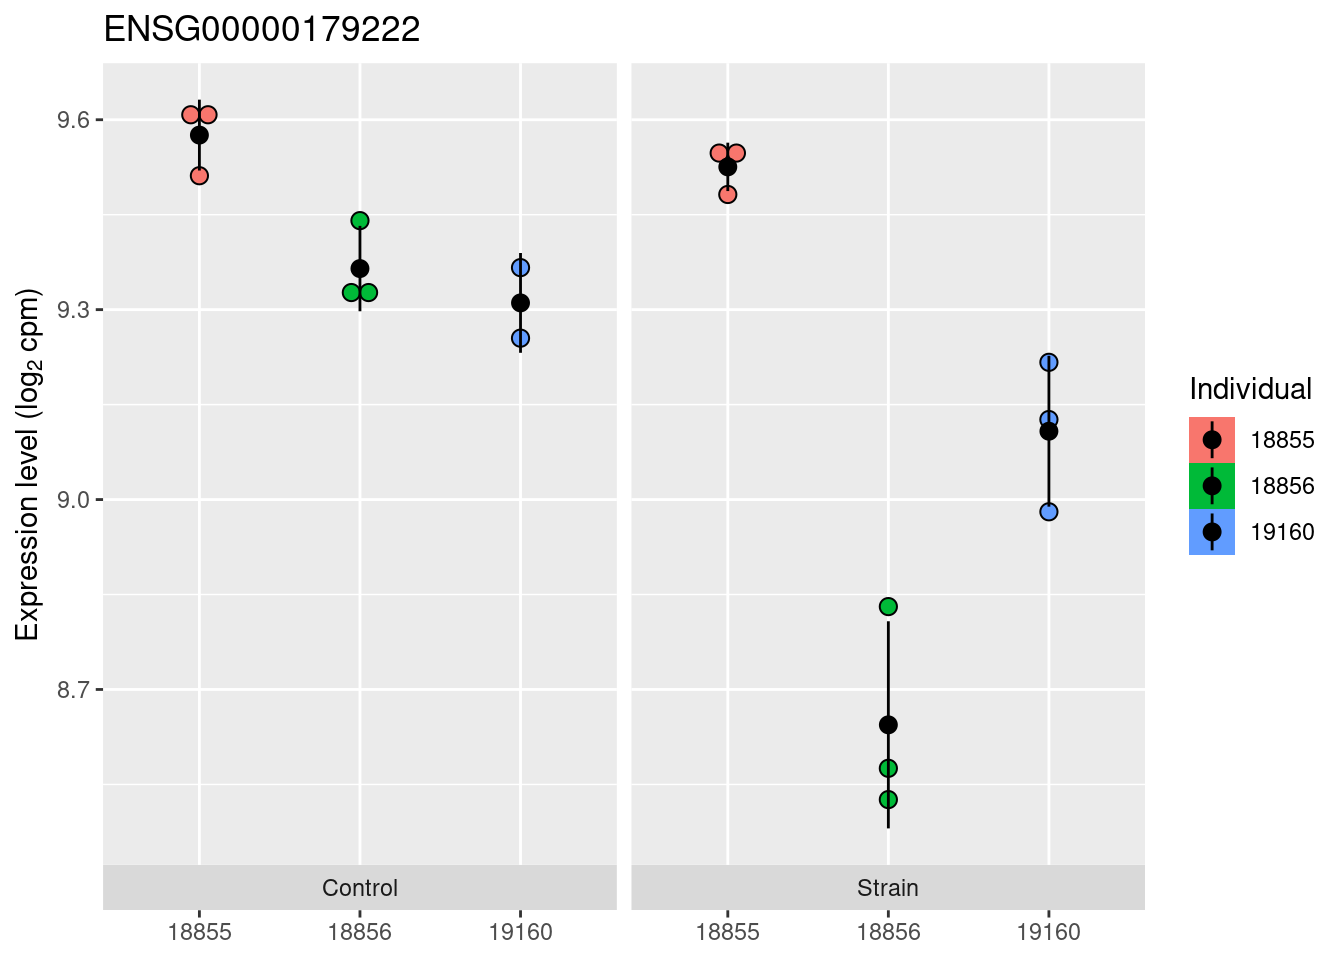 ENSG00000179222
Expression level (log₂ cpm)
9.6
9.3
9.0
8.7
Control
Strain
18855
18856
19160
18855
18856
19160
Individual
18855
18856
19160